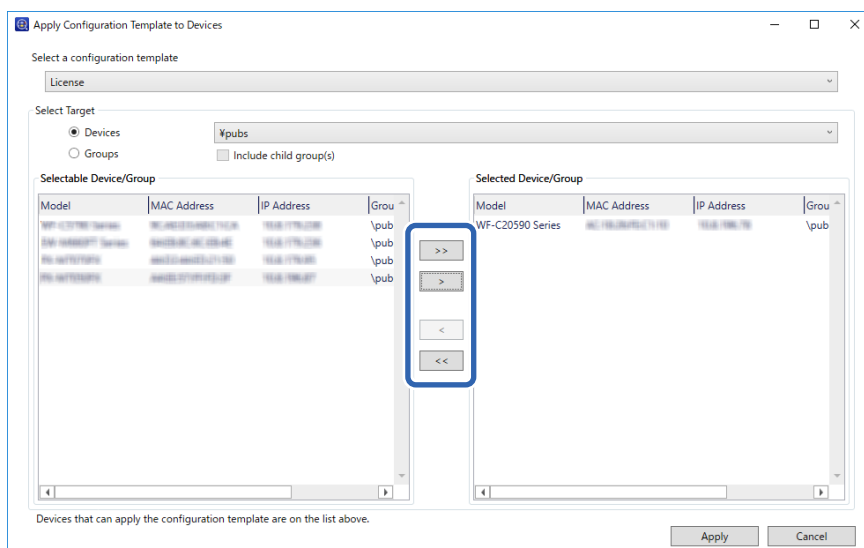 Apply Configuration Template to Devices
Select a configuration template
License
Select Target
Devices
¥pubs
Groups
Include child group(s)
Selectable Device/Group
Selected Device/Group
Model MAC Address IP Address Grou
Model MAC Address IP Address Grou
\pub
WF-C20590 Series \pub
\pub
\pub
\pub
>>
>
<
<<
Devices that can apply the configuration template are on the list above.
Apply Cancel